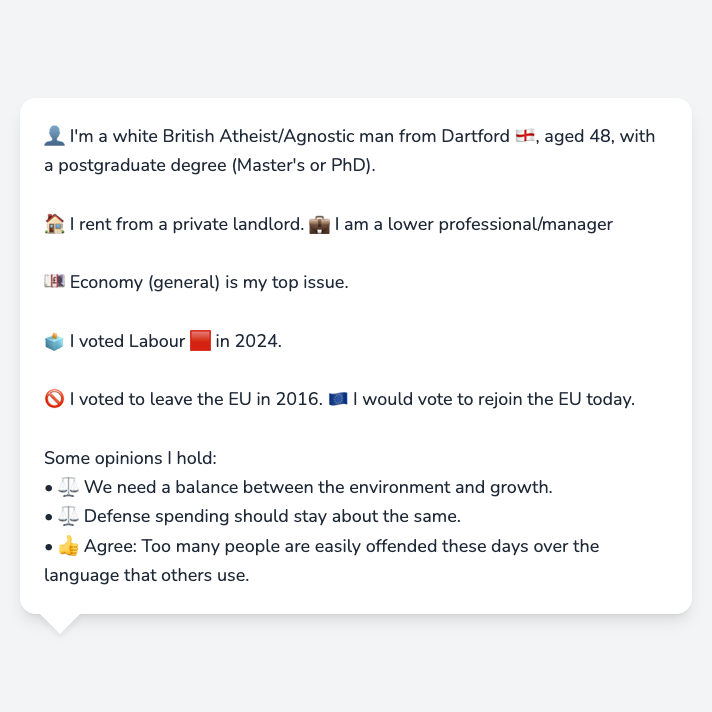 👤 I'm a white British Atheist/Agnostic man from Dartford 🏴󠁧󠁢󠁥󠁮󠁧󠁿, aged 48, with
a postgraduate degree (Master's or PhD).
🏠 I rent from a private landlord. 💼 I am a lower professional/manager
💷 Economy (general) is my top issue.
🗳️ I voted Labour 🟥 in 2024.
🚫 I voted to leave the EU in 2016. 🇪🇺 I would vote to rejoin the EU today.
Some opinions I hold:
• ⚖️ We need a balance between the environment and growth.
• ⚖️ Defense spending should stay about the same.
• 👍 Agree: Too many people are easily offended these days over the
language that others use.